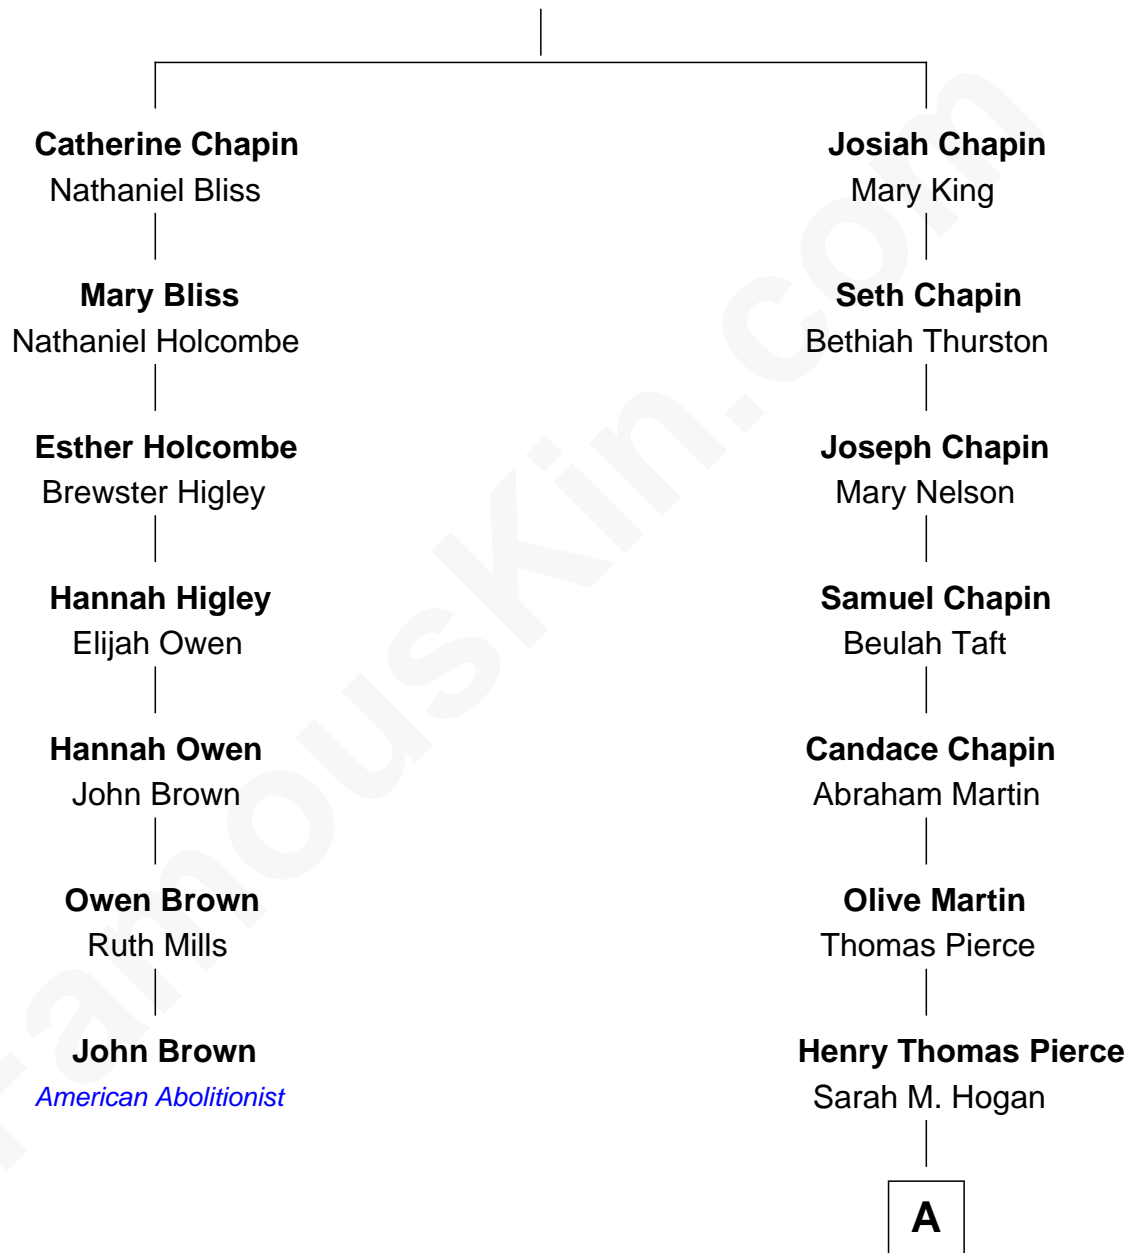 Catherine Chapin
Nathaniel Bliss
Josiah Chapin
Mary King
Mary Bliss
Nathaniel Holcombe
Seth Chapin
Bethiah Thurston
Esther Holcombe
Brewster Higley
Joseph Chapin
Mary Nelson
Hannah Higley
Elijah Owen
Samuel Chapin
Beulah Taft
Hannah Owen
John Brown
Candace Chapin
Abraham Martin
Owen Brown
Ruth Mills
Olive Martin
Thomas Pierce
John Brown
American Abolitionist
Henry Thomas Pierce
Sarah M. Hogan
A
FamousKin.com